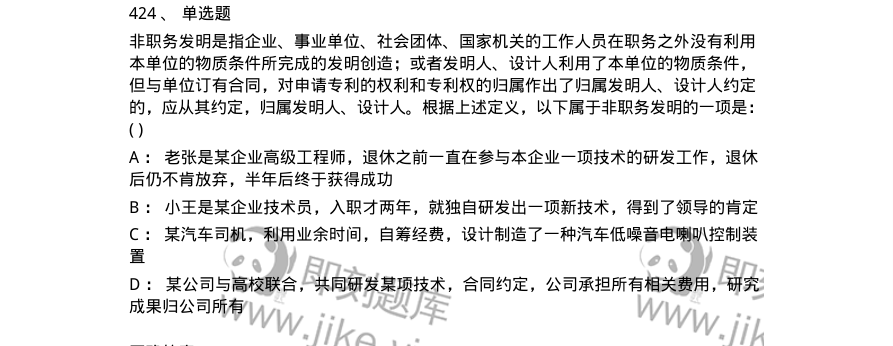 424 、 单选题
非职务发明是指企业、事业单位、社会团体、国家机关的工作人员在职务之外没有利用
本单位的物质条件所完成的发明创造；或者发明人、设计人利用了本单位的物质条件，
但与单位订有合同，对申请专利的权利和专利权的归属作出了归属发明人、设计人约定
的，应从其约定，归属发明人、设计人。根据上述定义，以下属于非职务发明的一项是：
( )
A ： 老张是某企业高级工程师，退休之前一直在参与本企业一项技术的研发工作，退休
后仍不肯放弃，半年后终于获得成功
B ： 小王是某企业技术员，入职才两年，就独自研发出一项新技术，得到了领导的肯定
C ： 某汽车司机，利用业余时间，自筹经费，设计制造了一种汽车低噪音电喇叭控制装
置
D ： 某公司与高校联合，共同研发某项技术，合同约定，公司承担所有相关费用，研究
成果归公司所有
即刻题库
www.jike
即刻
www.jik